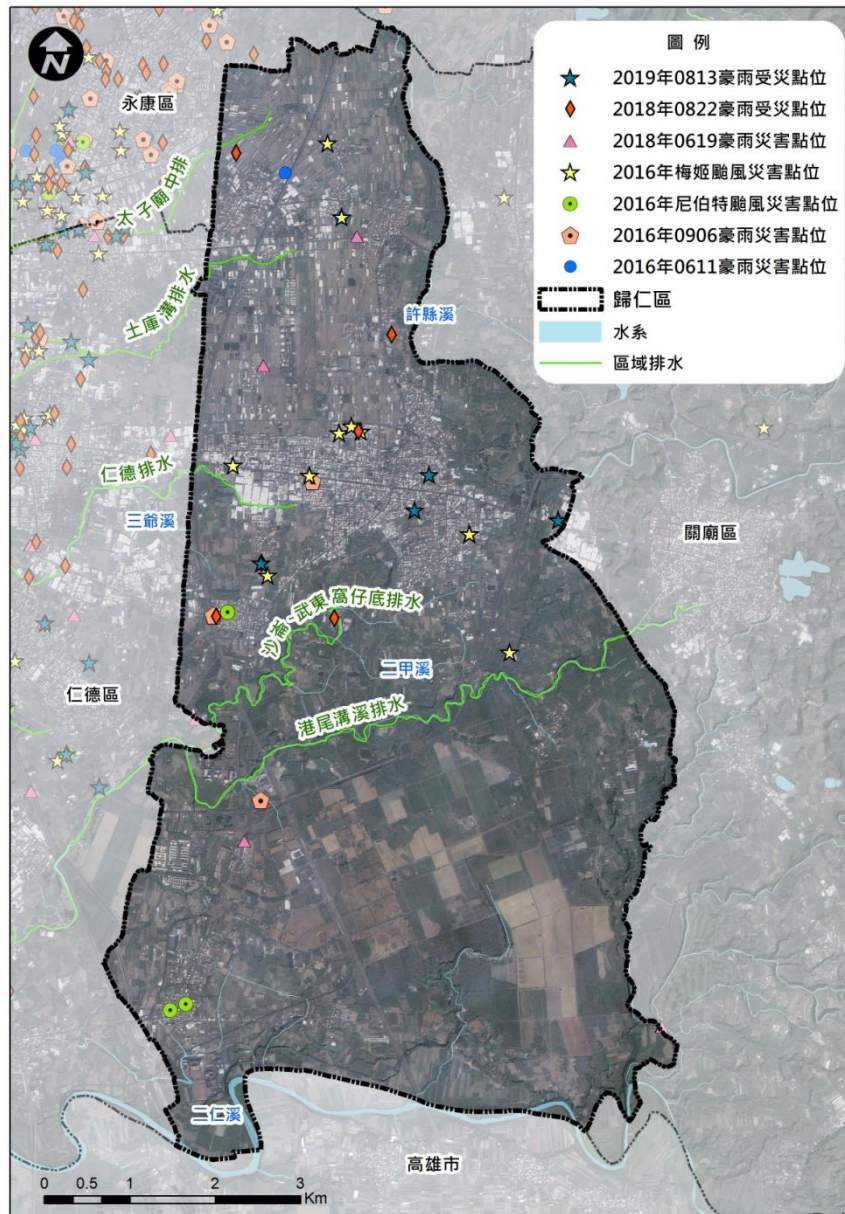 N
圖 例
2019年0813豪雨受災點位
2018年0822豪雨受災點位
2018年0619豪雨災害點位
2016年梅姬颱風災害點位
2016年尼伯特颱風災害點位
2016年0906豪雨災害點位
2016年0611豪雨災害點位
歸仁區
水系
區域排水
永康區
大子廟中排
土庫溝排水
許縣溪
仁德排水
三爺溪
關廟區
沙崙-武東 窩仔底排水
二甲溪
仁德區
港尾溝溪排水
二仁溪
高雄市
0 0.5 1 2 3
Km